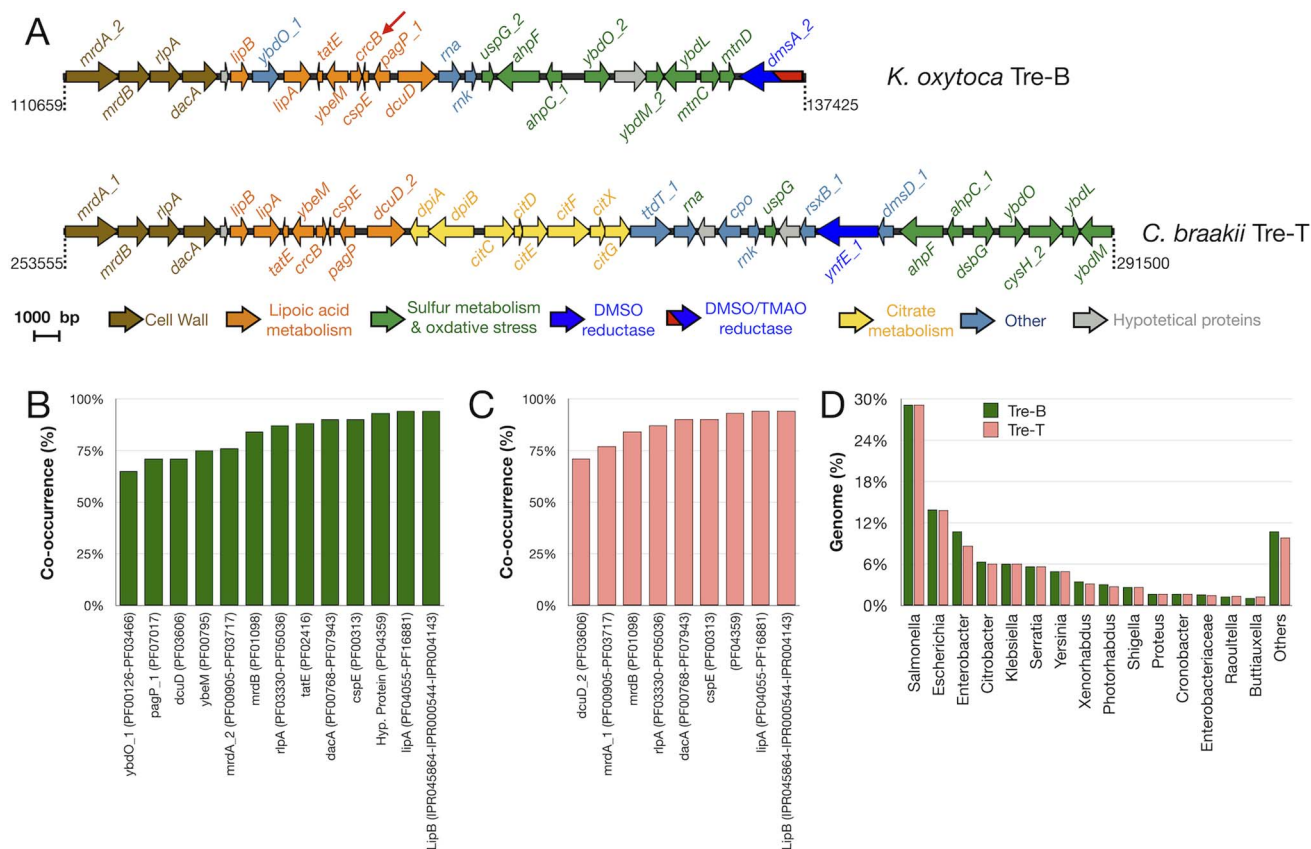 A
mrdA_2 rlpA lipB ybdO_1 tatE crcB pagP_1 rna uspG_2 ahpF ybdO_2 ybdL mtnD dmsA_2
K. oxytoca Tre-B
mrdB dacA lipA ybeM cspE dcuD rnk ahpC_1 ybdM_2 mtnC
110659 137425
mrdA_1 rlpA lipB lipA ybeM cspE dcuD_2 dpiA dpiB citD citF citX ttdT_1 rna cpo uspG rsxB_1 dmsD_1 ahpC_1 ybdO ybdL
C. braakii Tre-T
mrdB dacA tatE crcB pagP citC citE citG rnk ynfE_1 ahpF dsbG cysH_2 ybdM
253555 291500
1000 bp
Cell Wall
Lipoic acid
metabolism
Sulfur metabolism
& oxdative stress
DMSO
reductase
DMSO/TMAO
reductase
Citrate
metabolism
Other
Hypotetical proteins
B
Co-occurrence (%)
100%
75%
50%
25%
0%
ybdO_1 (PF00126-PF03466)
pagP_1 (PF07017)
dcuD (PF03606)
ybeM (PF00795)
mrdA_2 (PF00905-PF03717)
mrdB (PF01098)
rlpA (PF03330-PF05036)
tatE (PF02416)
dacA (PF00768-PF07943)
cspE (PF00313)
Hyp. Protein (PF04359)
lipA (PF04055-PF16881)
LipB (IPR045864-IPR000544-IPR004143)
C
Co-occurrence (%)
100%
75%
50%
25%
0%
dcuD_2 (PF03606)
mrdA_1 (PF00905-PF03717)
mrdB (PF01098)
rlpA (PF03330-PF05036)
dacA (PF00768-PF07943)
cspE (PF00313)
(PF04359)
lipA (PF04055-PF16881)
LipB (IPR045864-IPR000544-IPR004143)
D
Genome (%)
30%
24%
18%
12%
6%
0%
Tre-B
Tre-T
Salmonella
Escherichia
Enterobacter
Citrobacter
Klebsiella
Serratia
Yersinia
Xenorhabdus
Photorhabdus
Shigella
Proteus
Cronobacter
Enterobacteriaceae
Raoultella
Buttiauxella
Others